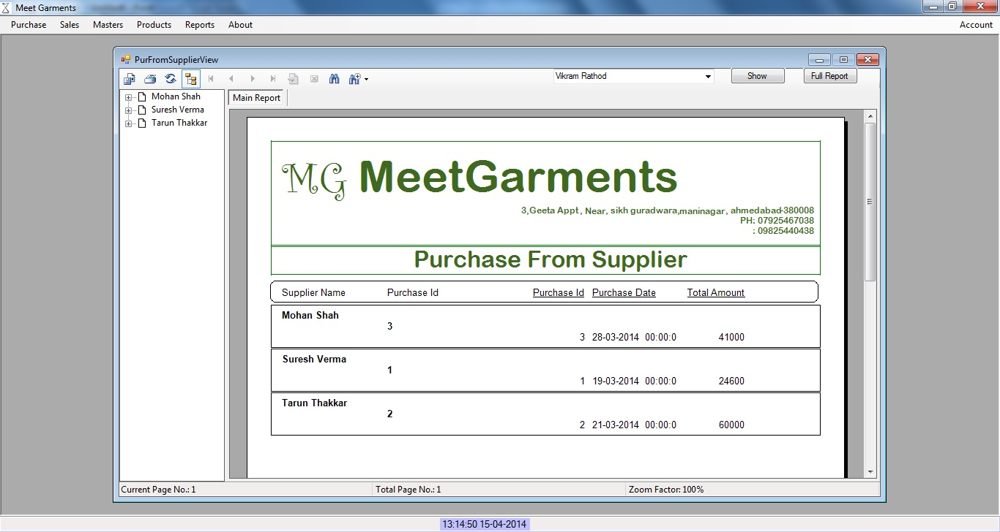 Meet Garments
Purchase Sales Masters Products Reports About Account
PurFromSupplierView
Vikram Rathod Show Full Report
Mohan Shah
Suresh Verma
Tarun Thakkar
Main Report
MG MeetGarments
3,Geeta Appt, Near, sikh guradwara,maninagar, ahmedabad-380008
PH: 07925467038
: 09825440438
Purchase From Supplier
Supplier Name Purchase Id Purchase Id Purchase Date Total Amount
Mohan Shah
3
3 28-03-2014 00:00:0 41000
Suresh Verma
1
1 19-03-2014 00:00:0 24600
Tarun Thakkar
2
2 21-03-2014 00:00:0 60000
Current Page No.: 1 Total Page No.: 1 Zoom Factor: 100%
13:14:50 15-04-2014